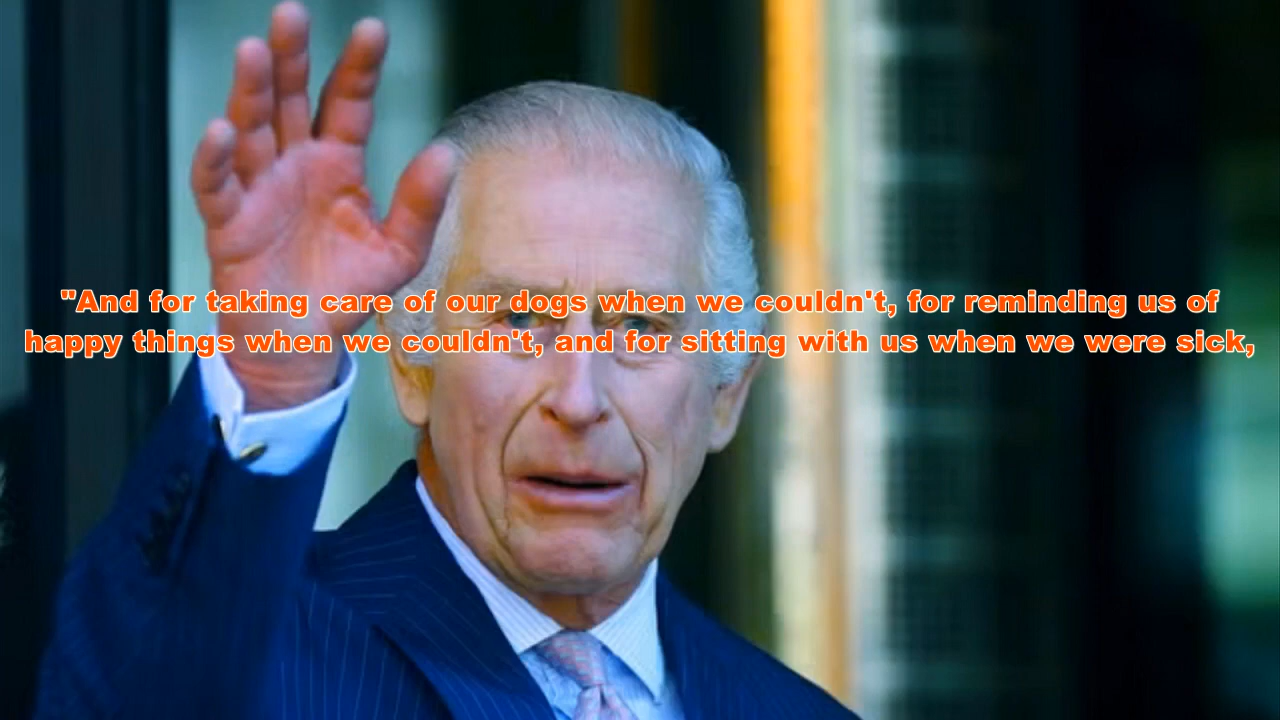 "And for taking care of our dogs when we couldn't, for reminding us of
happy things when we couldn't, and for sitting with us when we were sick,